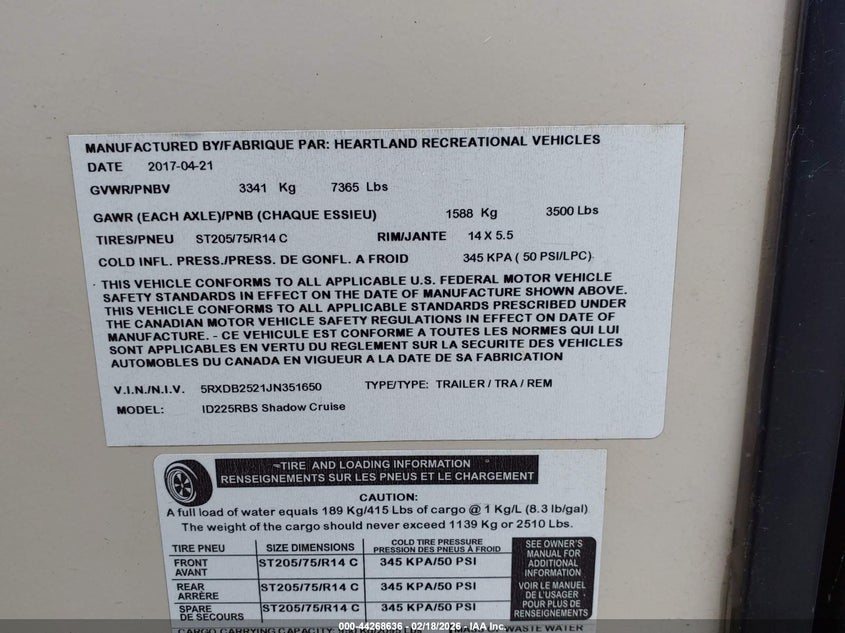 MANUFACTURED BY/FABRIQUE PAR: HEARTLAND RECREATIONAL VEHICLES
DATE 2017-04-21
GVWR/PNBV 3341 Kg 7365 Lbs
GAWR (EACH AXLE)/PNB (CHAQUE ESSIEU) 1588 Kg 3500 Lbs
TIRES/PNEU ST205/75/R14 C RIM/JANTE 14 X 5.5
COLD INFL. PRESS./PRESS. DE GONFL. A FROID 345 KPA ( 50 PSI/LPC)
THIS VEHICLE CONFORMS TO ALL APPLICABLE U.S. FEDERAL MOTOR VEHICLE
SAFETY STANDARDS IN EFFECT ON THE DATE OF MANUFACTURE SHOWN ABOVE.
THIS VEHICLE CONFORMS TO ALL APPLICABLE STANDARDS PRESCRIBED UNDER
THE CANADIAN MOTOR VEHICLE SAFETY REGULATIONS IN EFFECT ON DATE OF
MANUFACTURE. - CE VEHICULE EST CONFORME A TOUTES LES NORMES QUI LUI
SONT APPLICABLES EN VERTU DU REGLEMENT SUR LA SECURITE DES VEHICLES
AUTOMOBILES DU CANADA EN VIGUEUR A LA DATE DE SA FABRICATION
V.I.N./N.I.V. 5RXDB2521JN351650 TYPE/TYPE: TRAILER / TRA / REM
MODEL: ID225RBS Shadow Cruise
TIRE AND LOADING INFORMATION
RENSEIGNEMENTS SUR LES PNEUS ET LE CHARGEMENT
CAUTION:
A full load of water equals 189 Kg/415 Lbs of cargo @ 1 Kg/L (8.3 lb/gal)
The weight of the cargo should never exceed 1139 Kg or 2510 Lbs.
TIRE PNEU SIZE DIMENSIONS COLD TIRE PRESSURE
PRESSION DES PNEUS À FROID
FRONT
AVANT ST205/75/R14 C 345 KPA/50 PSI
REAR
ARRÈRE ST205/75/R14 C 345 KPA/50 PSI
SPARE
DE SECOURS ST205/75/R14 C 345 KPA/50 PSI
SEE OWNER'S
MANUAL FOR
ADDITIONAL
INFORMATION
VOIR LE MANUEL
DE L'USAGER
POUR PLUS DE
RENSEIGNEMENTS
000-44268636 - 02/18/2026 - IAA Inc.